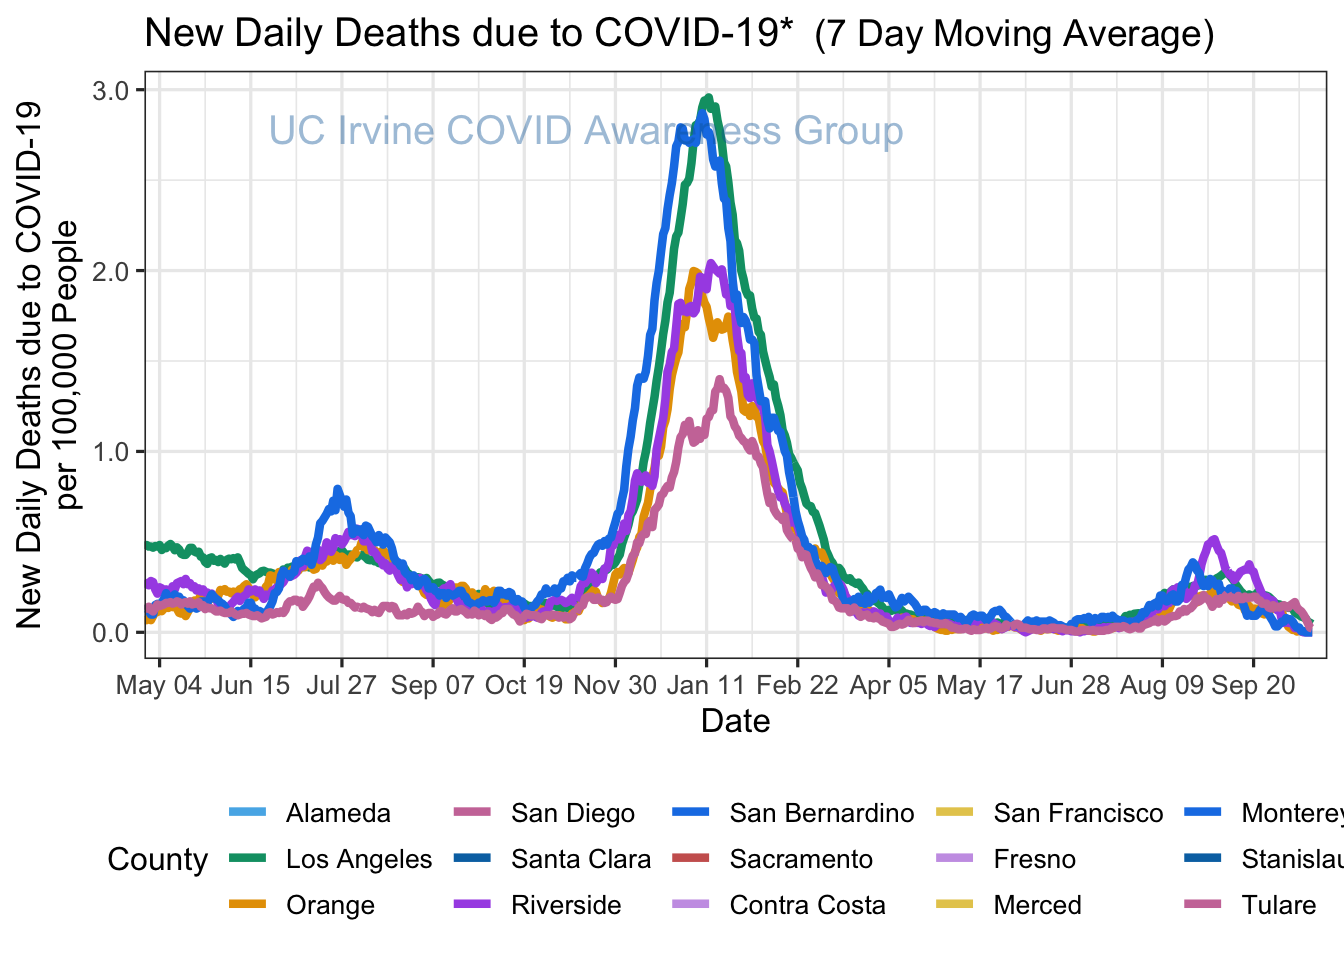 New Daily Deaths due to COVID-19* (7 Day Moving Average)
New Daily Deaths due to COVID-19
per 100,000 People
UC Irvine COVID Awareness Group
3.0
2.0
1.0
0.0
May 04 Jun 15 Jul 27 Sep 07 Oct 19 Nov 30 Jan 11 Feb 22 Apr 05 May 17 Jun 28 Aug 09 Sep 20
Date
Alameda San Diego San Bernardino San Francisco Monterey
County Los Angeles Santa Clara Sacramento Fresno Stanislau
Orange Riverside Contra Costa Merced Tulare